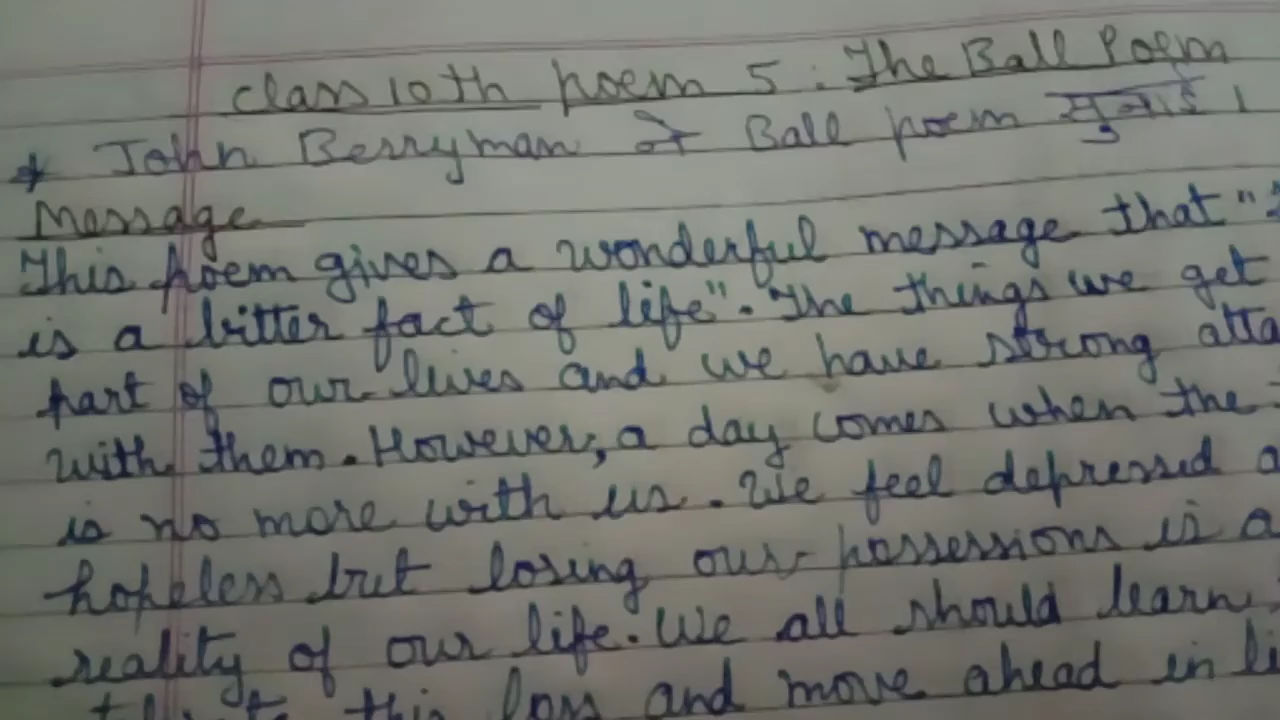 class 10th poem 5 : The Ball Poem
* John Berryman ने Ball poem सुनाई ।
Message
This poem gives a wonderful message that "
is a bitter fact of life". The things we get
part of our lives and we have strong atta
with them. However, a day comes when the
is no more with us. We feel depressed a
hopeless but losing our possessions is a
reality of our life. We all should learn
this loss and move ahead in li